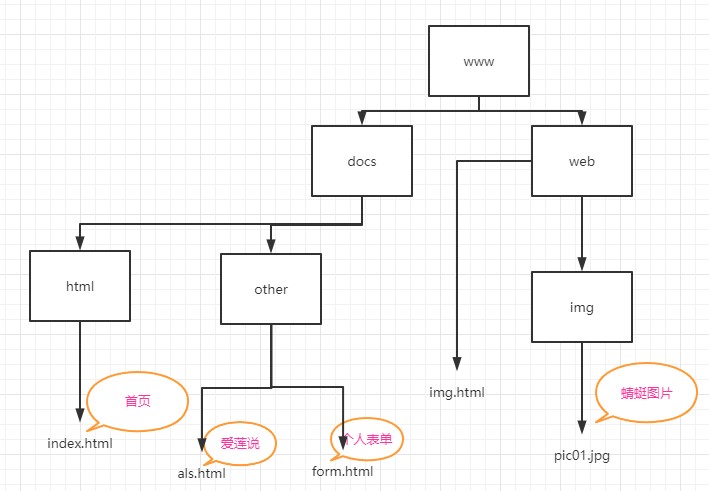 www
docs
web
html
other
img
img.html
首页
蜻蜓图片
index.html
爱莲说
个人表单
pic01.jpg
als.html
form.html